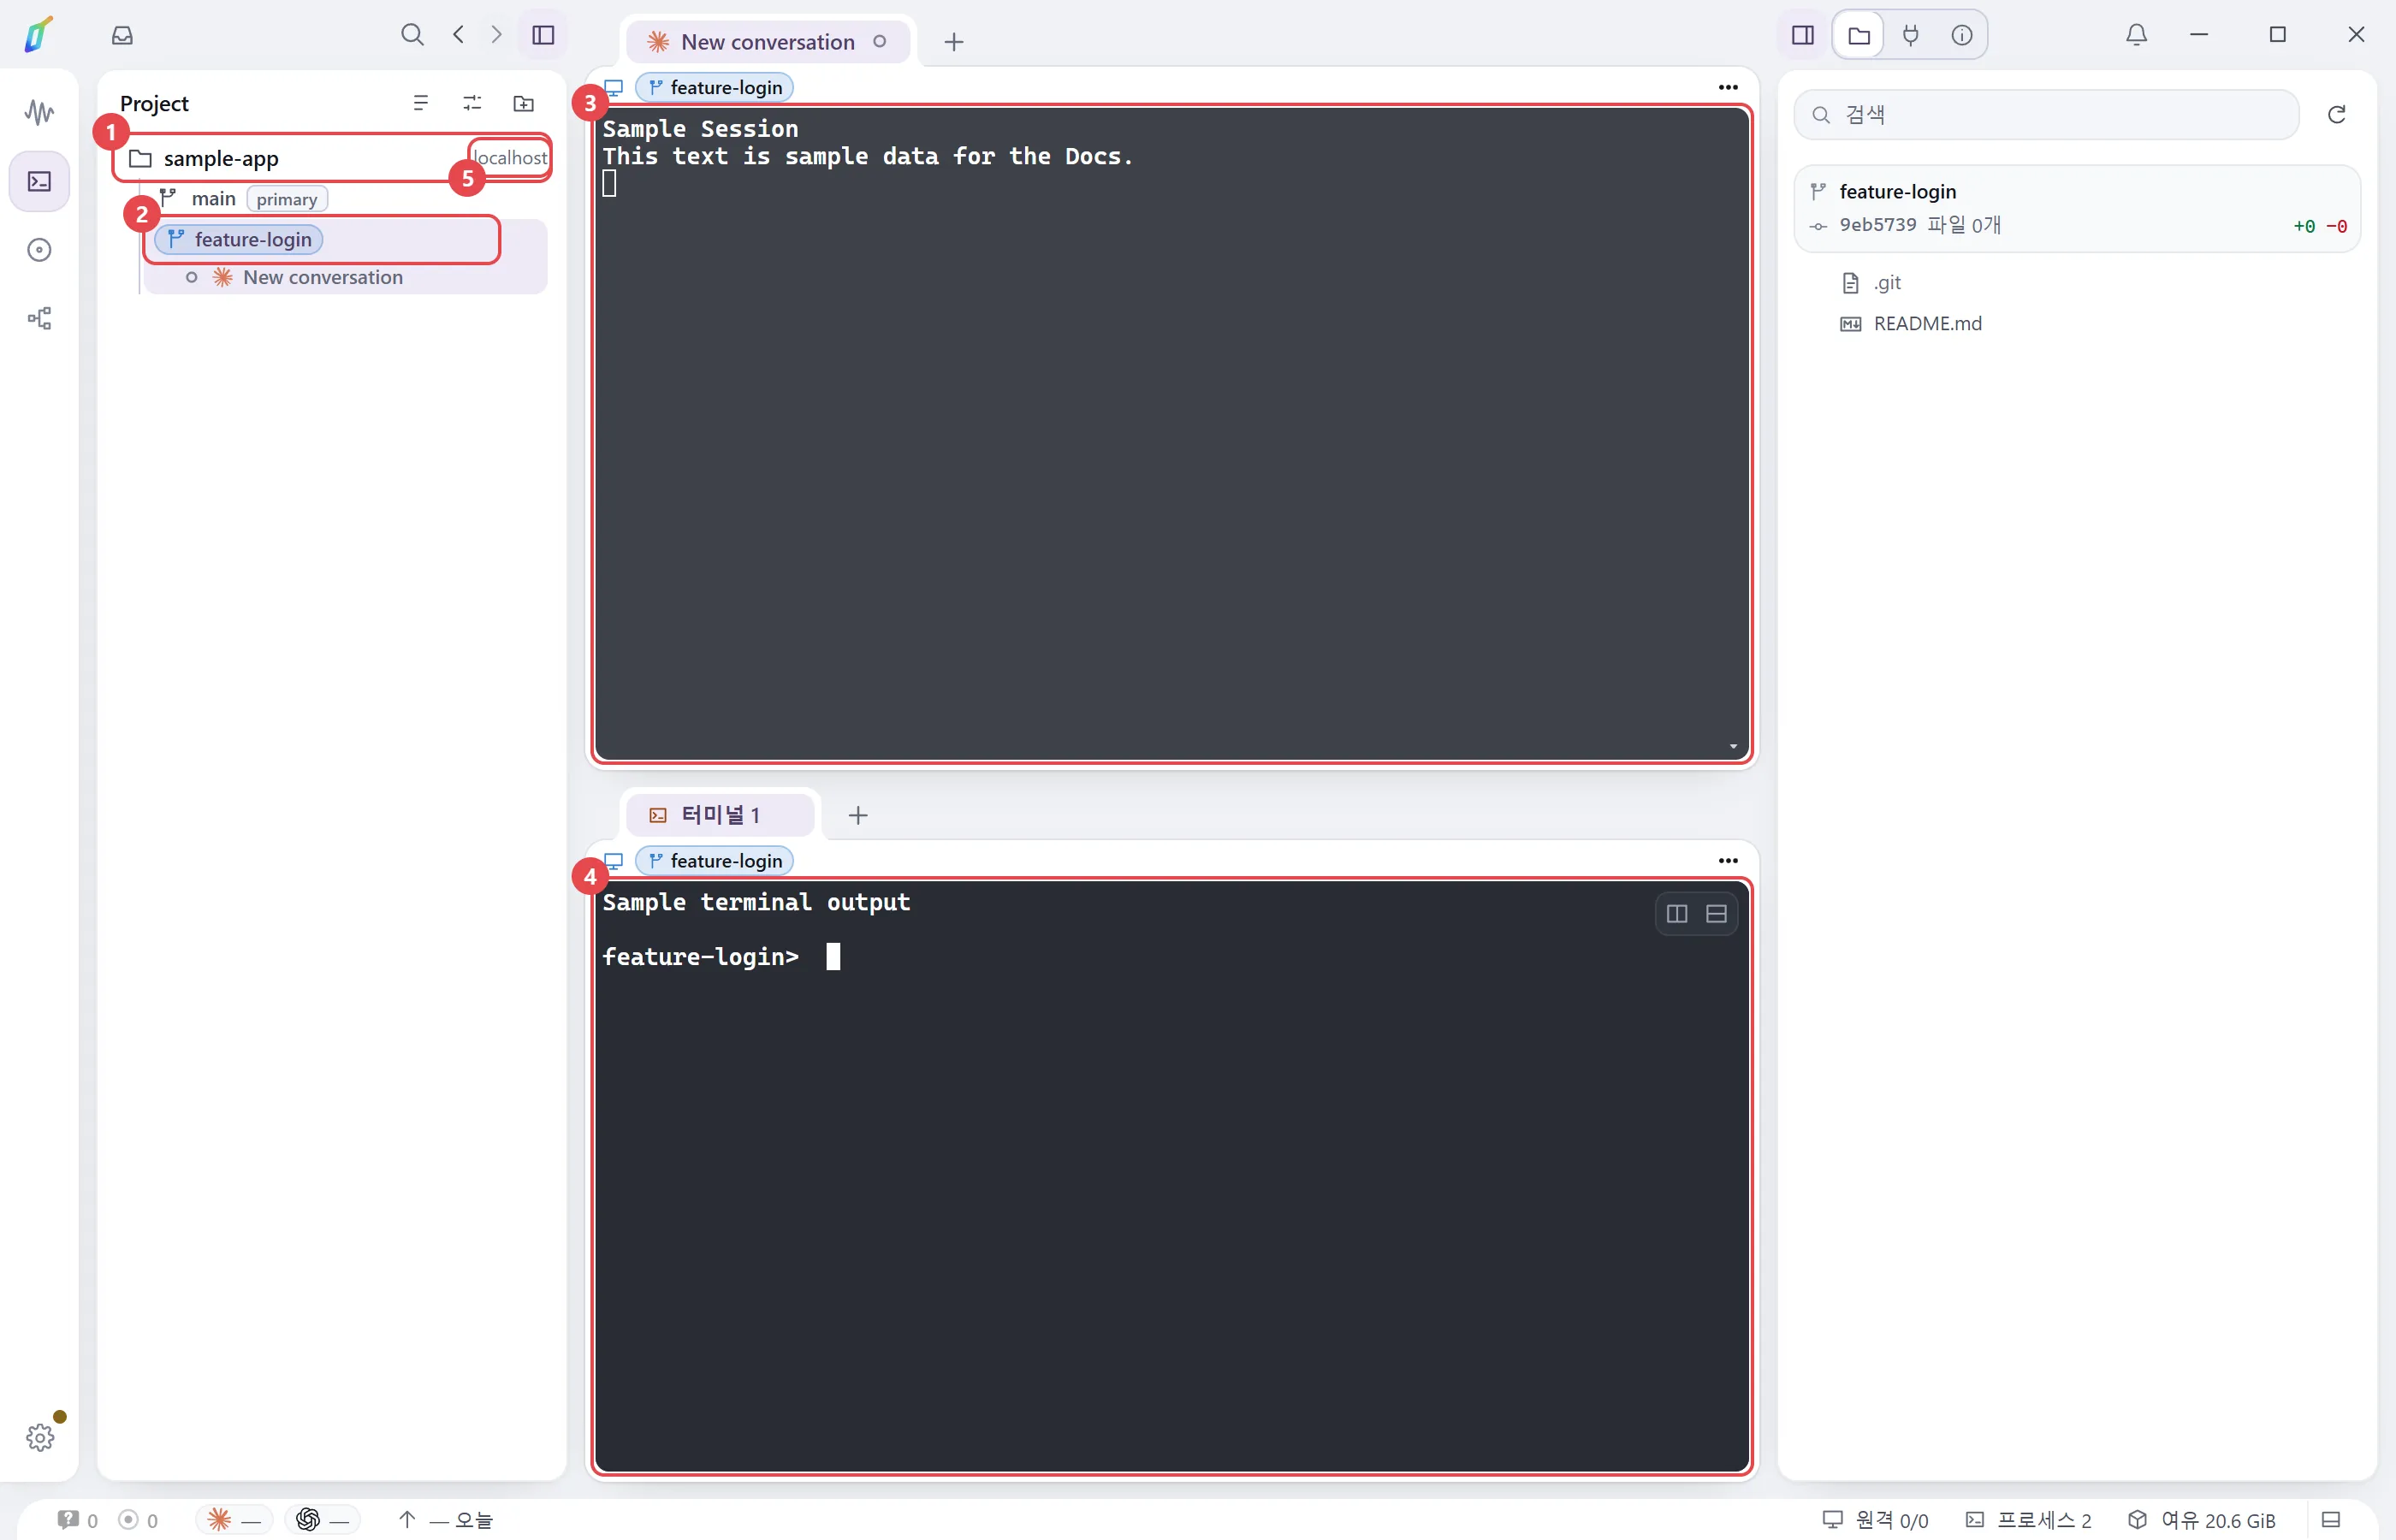 New conversation
Project
feature-login
1
3
sample-app
localhost
5
main
primary
2
feature-login
New conversation
Sample Session
This text is sample data for the Docs.
터미널 1
feature-login
4
Sample terminal output
feature-login>
검색
feature-login
9eb5739 파일 0개
+0 −0
.git
README.md
0
0
—
—
— 오늘
원격 0/0
프로세스 2
여유 20.6 GiB